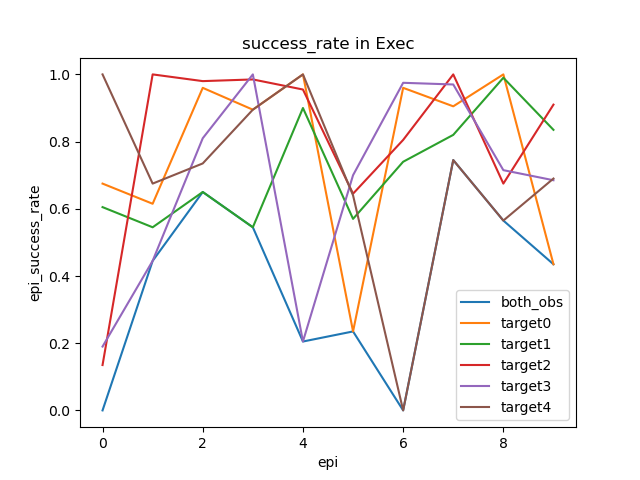 success_rate in Exec
epi_success_rate
1.0
0.8
0.6
0.4
0.2
0.0
0 2 4 6 8
epi
both_obs
target0
target1
target2
target3
target4